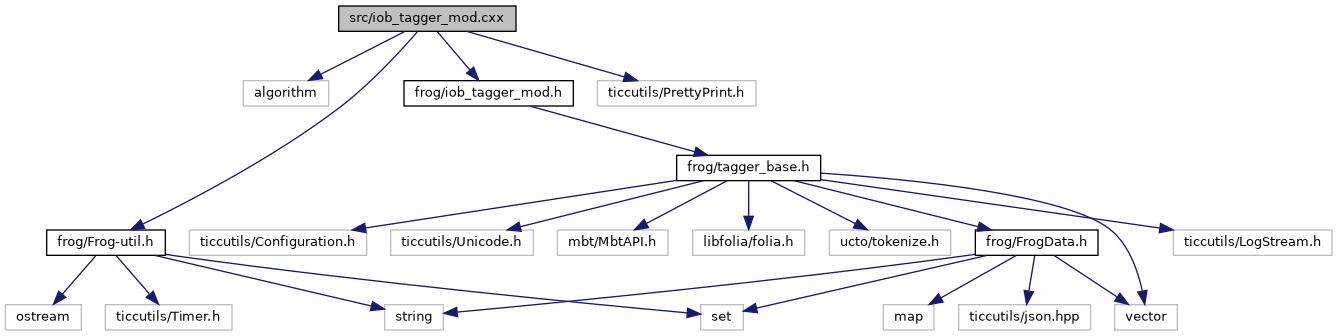 src/iob_tagger_mod.cxx
algorithm
frog/iob_tagger_mod.h
ticcutils/PrettyPrint.h
frog/tagger_base.h
frog/Frog-util.h
ticcutils/Configuration.h
ticcutils/Unicode.h
mbt/MbtAPI.h
libfolia/folia.h
ucto/tokenize.h
frog/FrogData.h
ticcutils/LogStream.h
ostream
ticcutils/Timer.h
string
set
map
ticcutils/json.hpp
vector